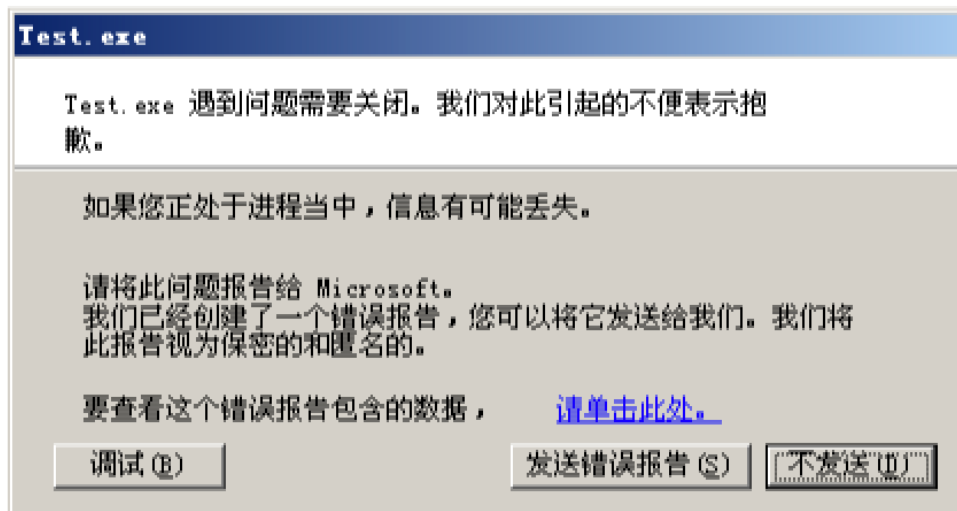 Test.exe
Test.exe 遇到问题需要关闭。我们对此引起的不便表示抱
歉。
如果您正处于进程当中，信息有可能丢失。
请将此问题报告给 Microsoft。
我们已经创建了一个错误报告，您可以将它发送给我们。我们将
此报告视为保密的和匿名的。
要查看这个错误报告包含的数据， 请单击此处。
调试(B) 发送错误报告(S) 不发送(D)